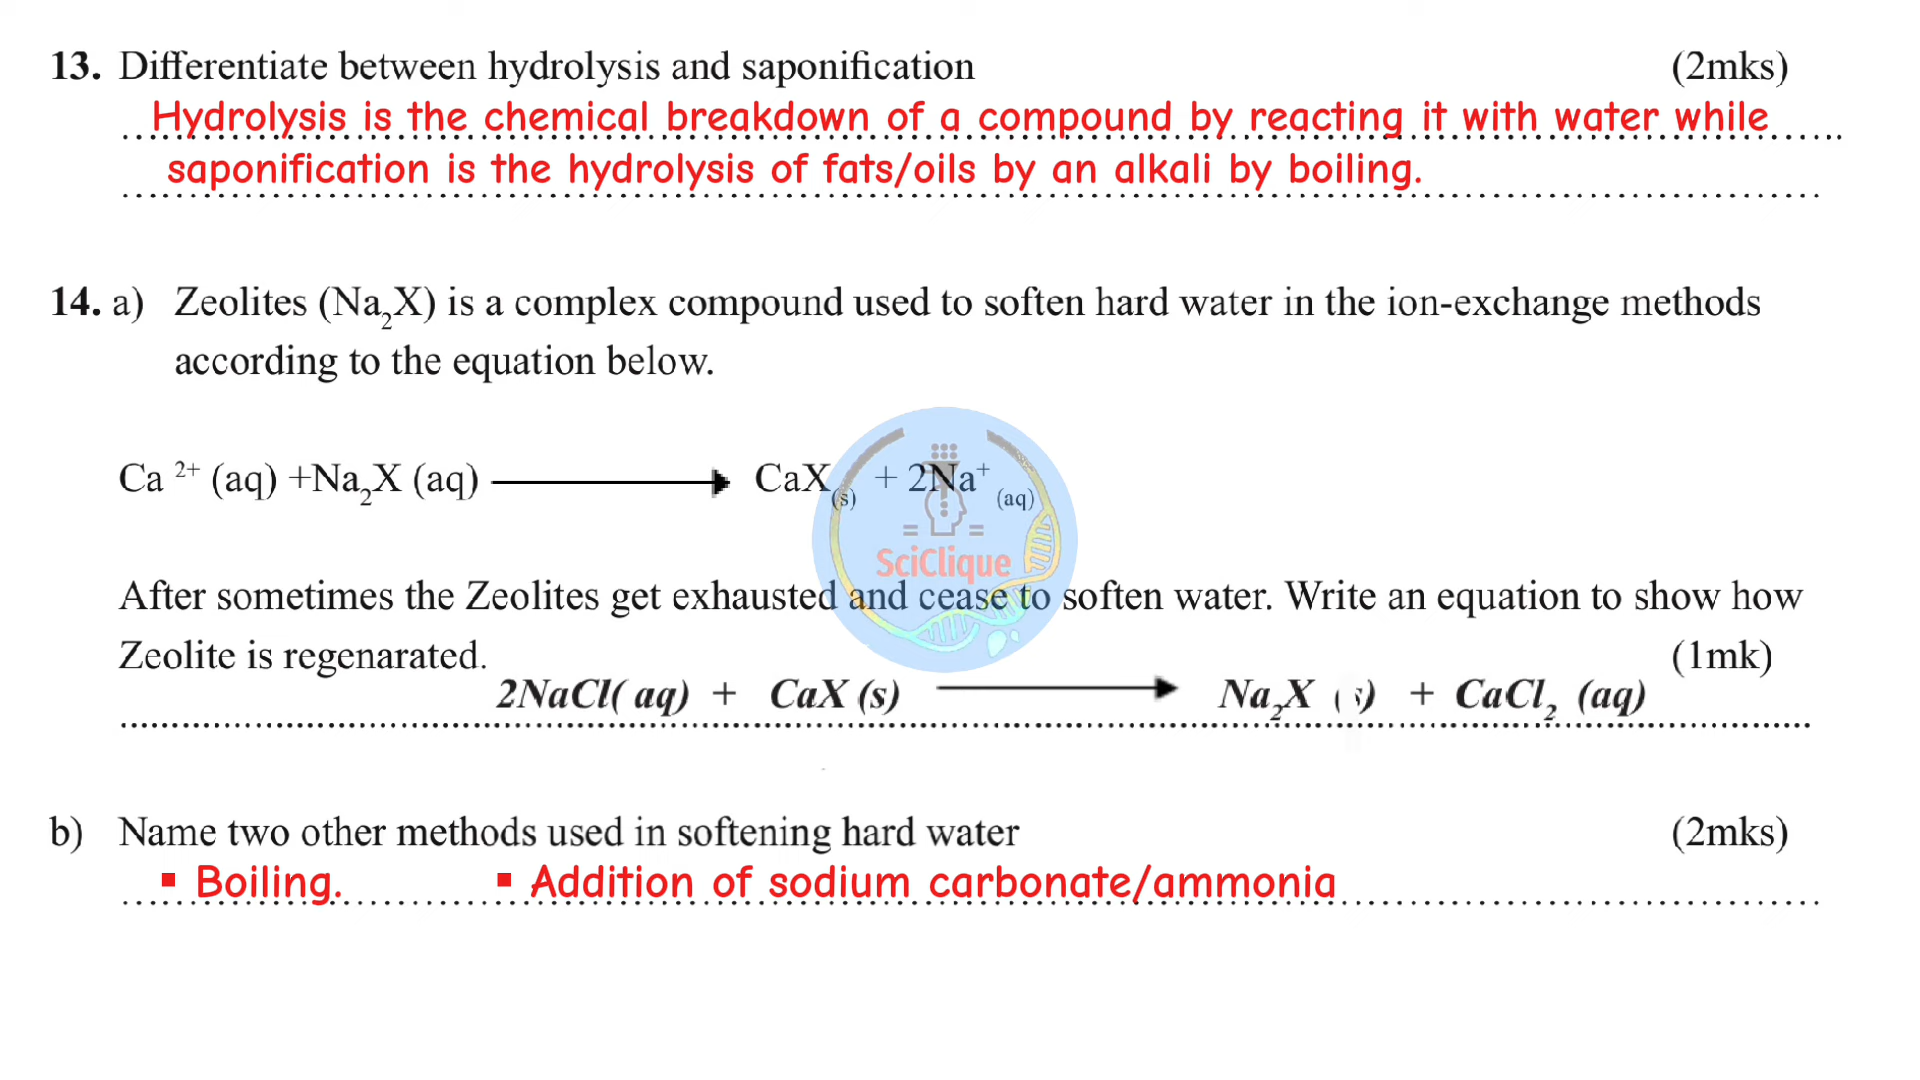 13. Differentiate between hydrolysis and saponification (2mks)
Hydrolysis is the chemical breakdown of a compound by reacting it with water while
saponification is the hydrolysis of fats/oils by an alkali by boiling.
14. a) Zeolites (Na₂X) is a complex compound used to soften hard water in the ion-exchange methods
according to the equation below.
Ca ²⁺ (aq) +Na₂X (aq) ⟶ CaX(s) + 2Na⁺(aq)
SciClique
After sometimes the Zeolites get exhausted and cease to soften water. Write an equation to show how
Zeolite is regenarated. (1mk)
2NaCl( aq) + CaX (s) ⟶ Na₂X (s) + CaCl₂ (aq)
b) Name two other methods used in softening hard water (2mks)
▪ Boiling. ▪ Addition of sodium carbonate/ammonia